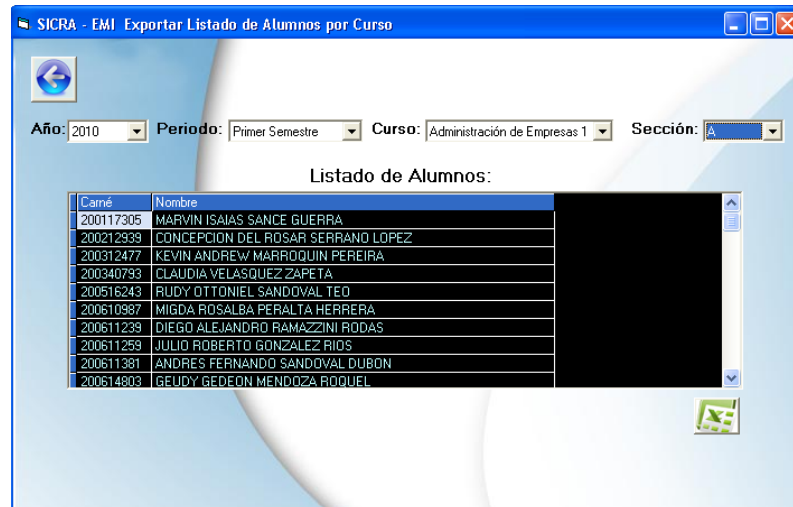 SICRA - EMI Exportar Listado de Alumnos por Curso
Año: 2010 Periodo: Primer Semestre Curso: Administración de Empresas 1 Sección: A
Listado de Alumnos:
Carné Nombre
200117305 MARVIN ISAIAS SANCE GUERRA
200212939 CONCEPCION DEL ROSAR SERRANO LOPEZ
200312477 KEVIN ANDREW MARROQUIN PEREIRA
200340793 CLAUDIA VELASQUEZ ZAPETA
200516243 RUDY OTTONIEL SANDOVAL TEO
200610987 MIGDA ROSALBA PERALTA HERRERA
200611239 DIEGO ALEJANDRO RAMAZZINI RODAS
200611259 JULIO ROBERTO GONZALEZ RIOS
200611381 ANDRES FERNANDO SANDOVAL DUBON
200614803 GEUDY GEDEON MENDOZA ROQUEL